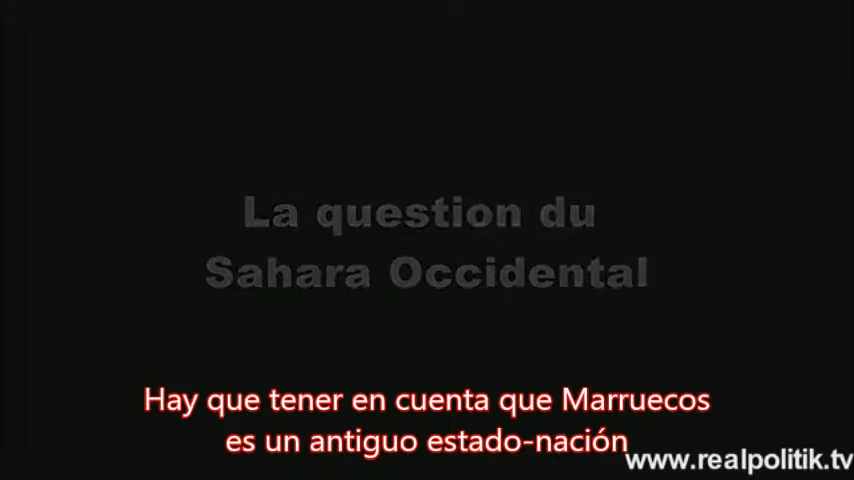 La question du
Sahara Occidental
Hay que tener en cuenta que Marruecos
es un antiguo estado-nación
www.realpolitik.tv